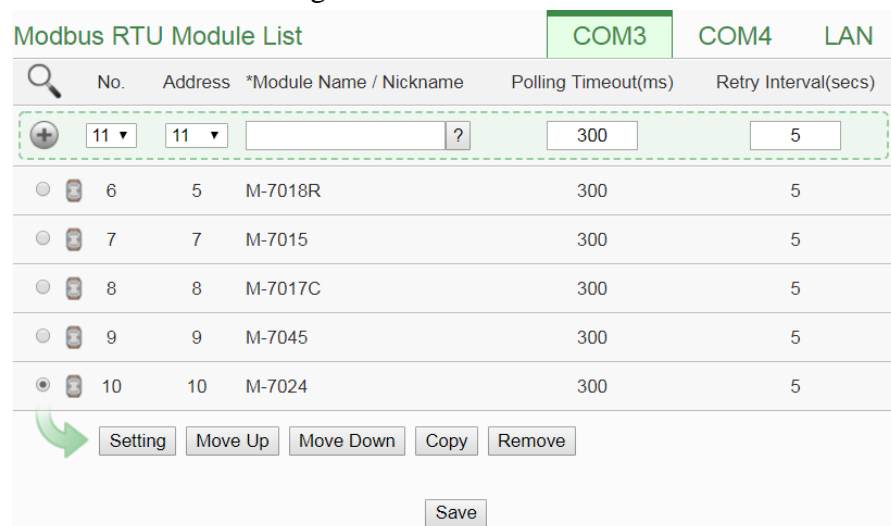 Modbus RTU Module List COM3 COM4 LAN
No. Address *Module Name / Nickname Polling Timeout(ms) Retry Interval(secs)
11 11 ? 300 5
6 5 M-7018R 300 5
7 7 M-7015 300 5
8 8 M-7017C 300 5
9 9 M-7045 300 5
10 10 M-7024 300 5
Setting Move Up Move Down Copy Remove
Save